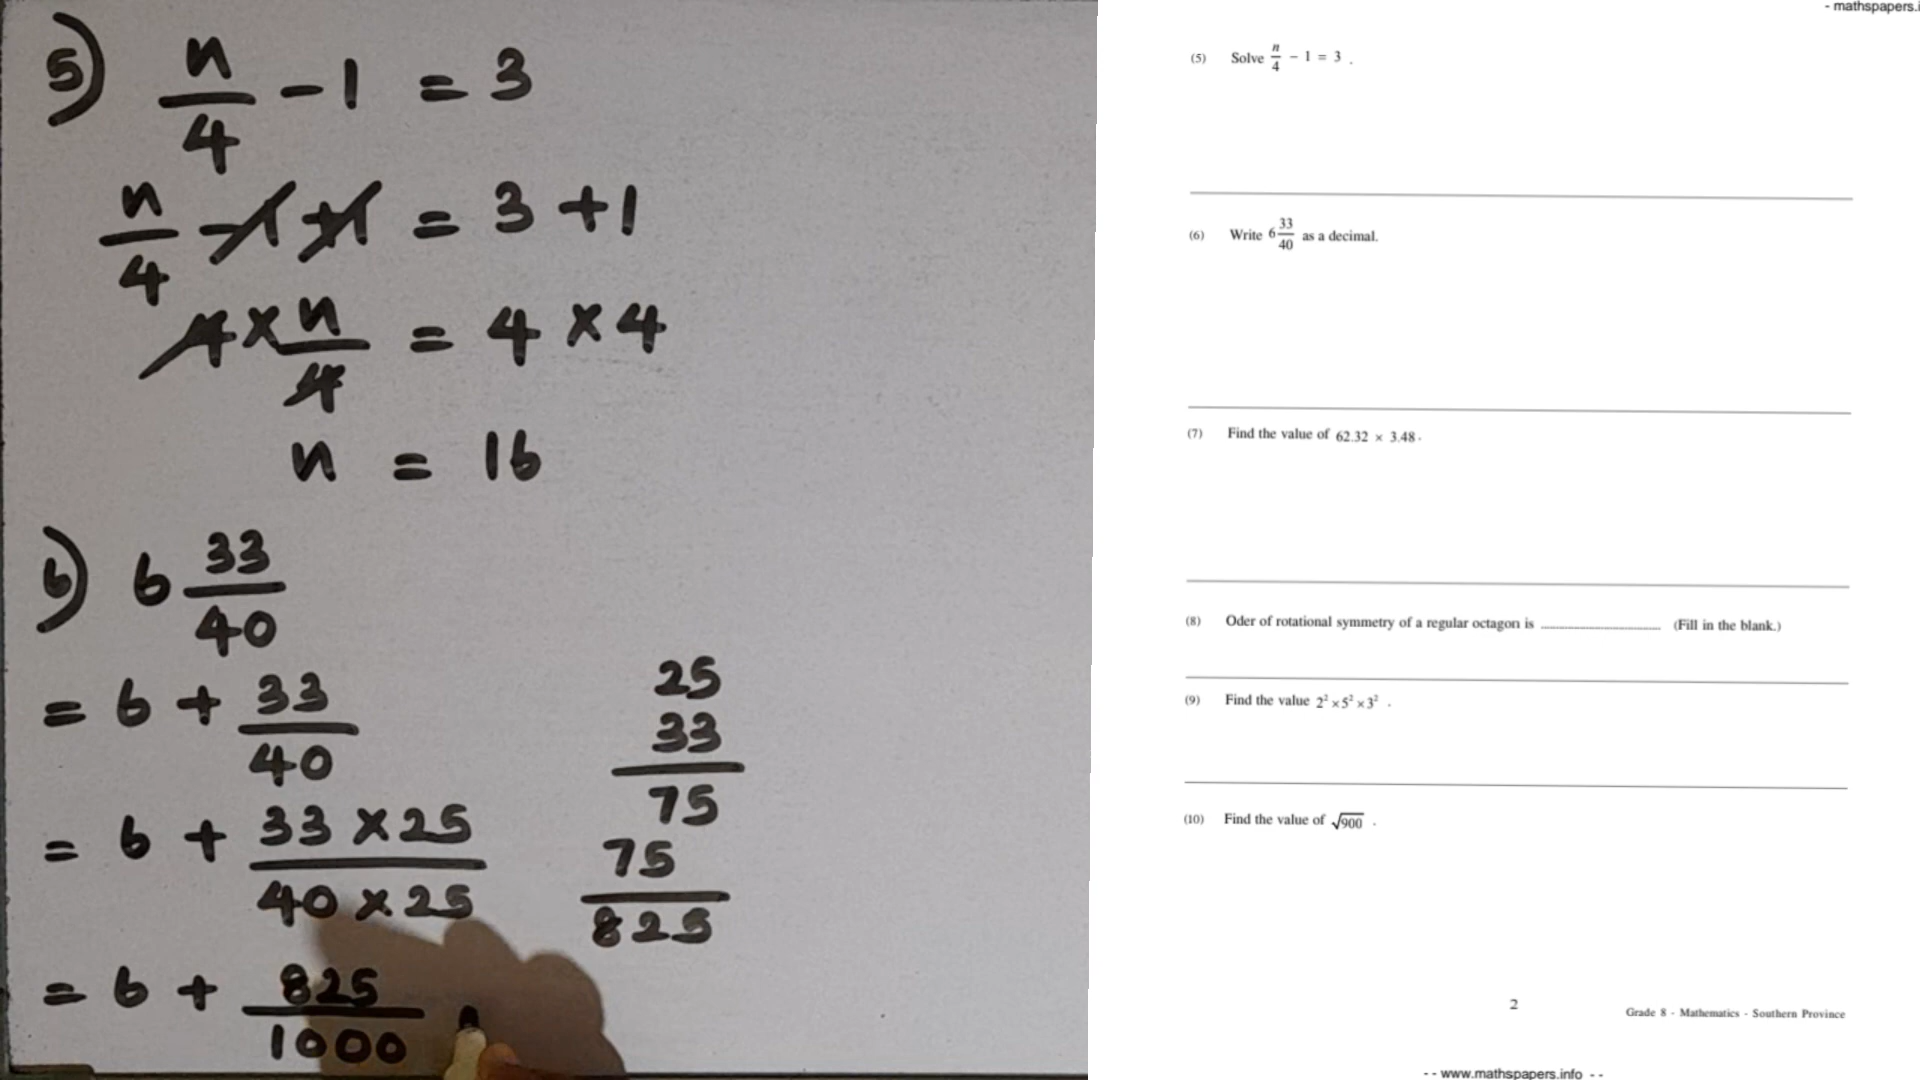 5) n/4 - 1 = 3
n/4 - 1 + 1 = 3 + 1
4 × n/4 = 4 × 4
n = 16
6) 6 33/40
= 6 + 33/40
= 6 + 33 × 25/40 × 25
= 6 + 825/1000
25
33
75
75
825
- mathspapers.i
(5) Solve n/4 - 1 = 3 .
(6) Write 6 33/40 as a decimal.
(7) Find the value of 62.32 × 3.48 .
(8) Oder of rotational symmetry of a regular octagon is ........................ (Fill in the blank.)
(9) Find the value 2² × 5² × 3² .
(10) Find the value of √900 .
2
Grade 8 - Mathematics - Southern Province
- - www.mathspapers.info - -